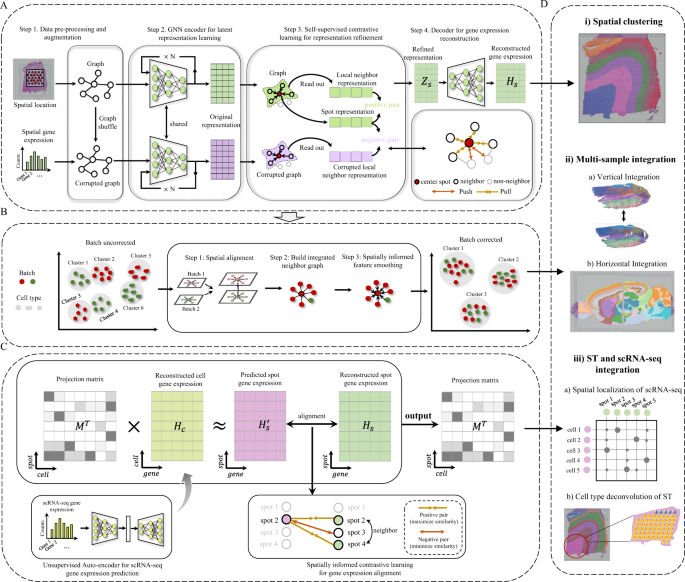 A
Step 1. Data pre-processing and
augmentation
Spatial location
Spatial gene
expression
Counts
Gene 1
Gene 2
...
Graph
Graph
shuffle
Corrupted graph
Step 2. GNN encoder for latent
representation learning
× N
shared
× N
Original
representation
Step 3. Self-supervised contrastive
learning for representation refinement
Graph
Read out
Local neighbor
representation
positive pair
Spot representation
negative pair
Read out
Corrupted graph
Corrupted local
neighbor representation
Step 4. Decoder for gene expression
reconstruction
Refined
representation
Zs
Reconstructed
gene expression
Hs
center spot
neighbor
non-neighbor
Push
Pull
B
Batch uncorrected
Batch
Cell type
Cluster 1
Cluster 2
Cluster 5
Cluster 3
Cluster 4
Cluster 6
Step 1: Spatial alignment
Batch 1
Batch 2
Step 2: Build integrated
neighbor graph
Step 3: Spatially informed
feature smoothing
Batch corrected
Cluster 1
Cluster 2
Cluster 3
C
Projection matrix
M^T
spot
cell
×
Reconstructed cell
gene expression
Hc
cell
gene
≈
Predicted spot
gene expression
H's
spot
gene
alignment
Reconstructed spot
gene expression
Hs
spot
gene
output
Projection matrix
M^T
spot
cell
scRNA-seq gene
expression
Counts
Gene 1
Gene 2
...
Unsupervised Auto-encoder for scRNA-seq
gene expression prediction
spot 1
spot 2
spot 3
spot 4
spot 1
spot 2
spot 3
spot 4
neighbor
Positive pair
(maximize similarity)
Negative pair
(minimize similarity)
Spatially informed contrastive learning
for gene expression alignment
D
i) Spatial clustering
ii) Multi-sample integration
a) Vertical Integration
b) Horizontal Integration
iii) ST and scRNA-seq
integration
a) Spatial localization of scRNA-seq
spot 1
spot 2
spot 3
spot 4
spot 5
cell 1
cell 2
cell 3
cell 4
cell 5
b) Cell type deconvolution of ST